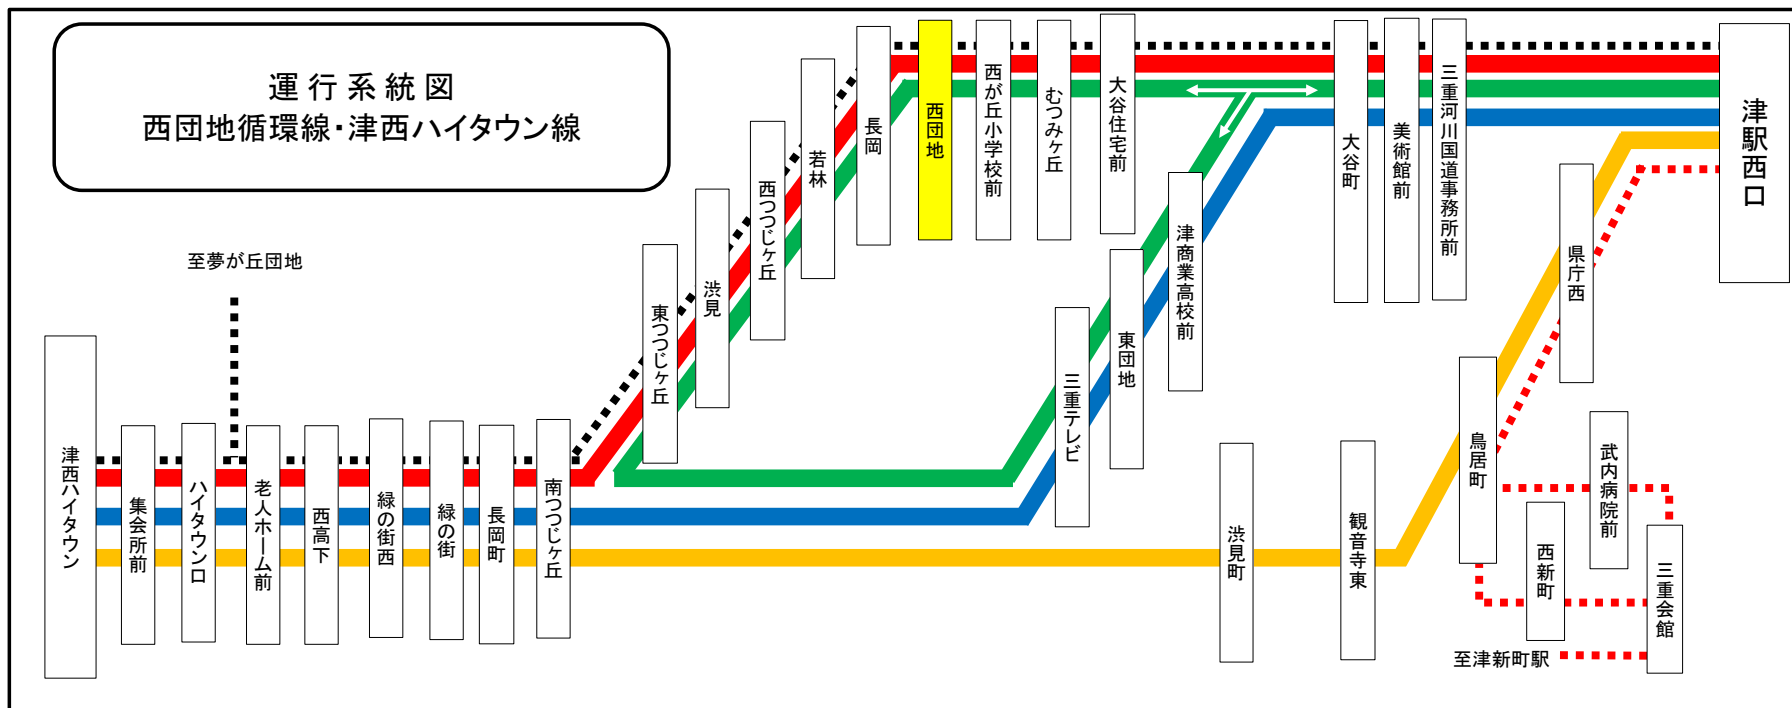 運行系統図
西団地循環線・津西ハイタウン線
至夢が丘団地
津西ハイタウン
集会所前
ハイタウン口
老人ホーム前
西高下
緑の街西
緑の街
長岡町
南つつじヶ丘
東つつじヶ丘
渋見
西つつじヶ丘
若林
長岡
西団地
西が丘小学校前
むつみヶ丘
大谷住宅前
三重テレビ
東団地
津商業高校前
大谷町
美術館前
三重河川国道事務所前
津駅西口
渋見町
観音寺東
鳥居町
県庁西
武内病院前
西新町
三重会館
至津新町駅